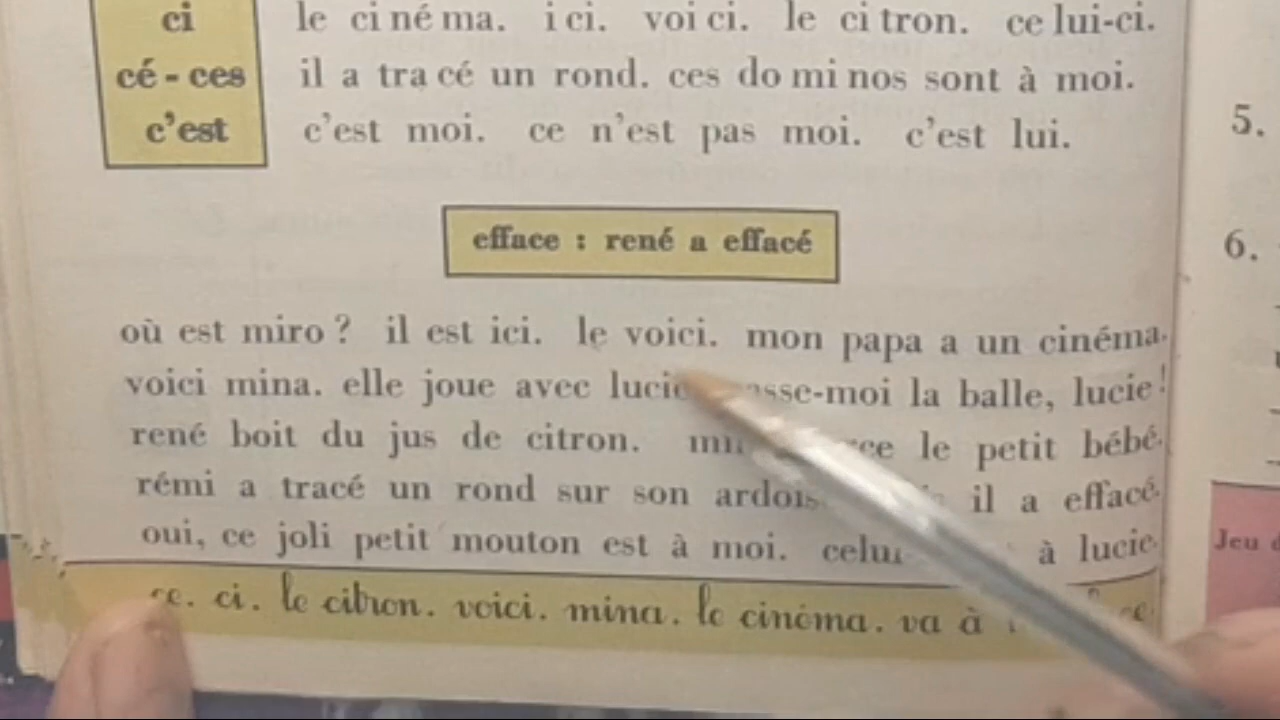 ci le ci né ma. i ci. voi ci. le ci tron. ce lui-ci.
cé - ces il a tra cé un rond. ces do mi nos sont à moi.
c'est c'est moi. ce n'est pas moi. c'est lui.
efface : rené a effacé
où est miro ? il est ici. le voici. mon papa a un cinéma.
voici mina. elle joue avec lucie la balle, lucie !
rené boit du jus de citron. le petit bébé.
rémi a tracé un rond sur son il a effacé.
oui, ce joli petit mouton est à moi. à lucie.
ce. ci. le citron. voici. mina. le cinéma. va à
5.
6.
Jeu